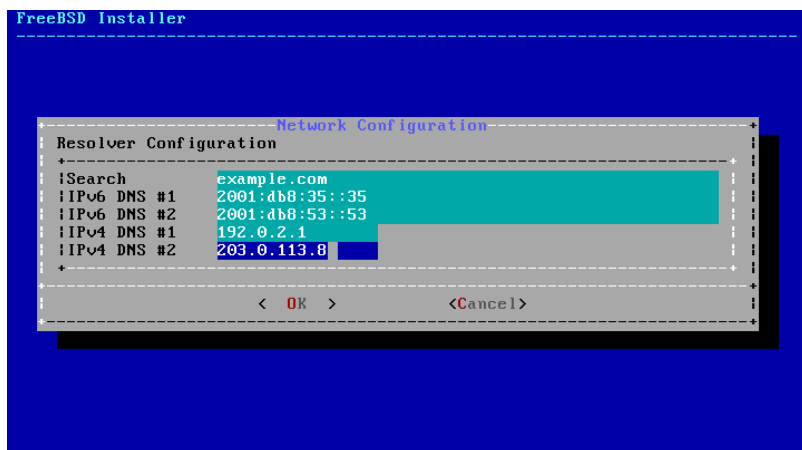 FreeBSD Installer
Network Configuration
Resolver Configuration
Search example.com
IPv6 DNS #1 2001:db8:35::35
IPv6 DNS #2 2001:db8:53::53
IPv4 DNS #1 192.0.2.1
IPv4 DNS #2 203.0.113.8
< OK > <Cancel>